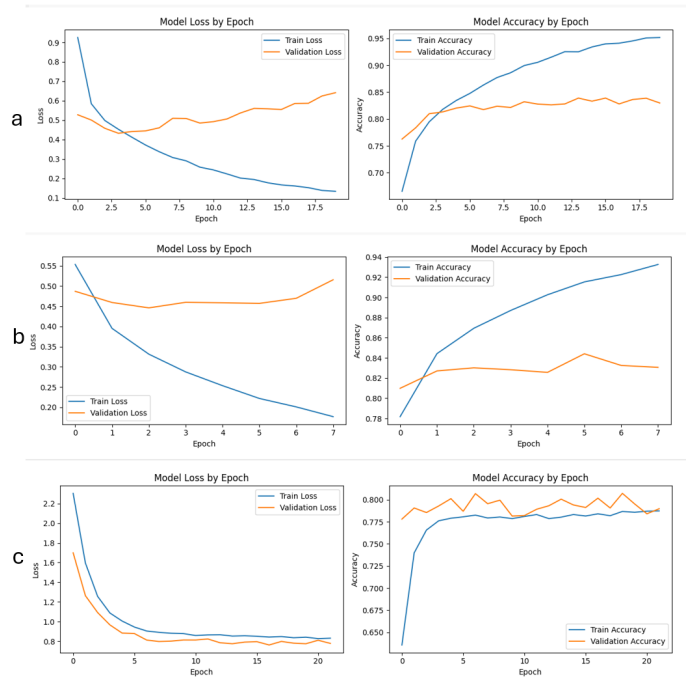 a
Model Loss by Epoch
Train Loss
Validation Loss
Loss
0.9
0.8
0.7
0.6
0.5
0.4
0.3
0.2
0.1
0.0 2.5 5.0 7.5 10.0 12.5 15.0 17.5
Epoch
Model Accuracy by Epoch
Train Accuracy
Validation Accuracy
Accuracy
0.95
0.90
0.85
0.80
0.75
0.70
0.0 2.5 5.0 7.5 10.0 12.5 15.0 17.5
Epoch
b
Model Loss by Epoch
Loss
0.55
0.50
0.45
0.40
0.35
0.30
0.25
0.20
Train Loss
Validation Loss
0 1 2 3 4 5 6 7
Epoch
Model Accuracy by Epoch
Train Accuracy
Validation Accuracy
Accuracy
0.94
0.92
0.90
0.88
0.86
0.84
0.82
0.80
0.78
0 1 2 3 4 5 6 7
Epoch
c
Model Loss by Epoch
Train Loss
Validation Loss
Loss
2.2
2.0
1.8
1.6
1.4
1.2
1.0
0.8
0 5 10 15 20
Epoch
Model Accuracy by Epoch
Accuracy
0.800
0.775
0.750
0.725
0.700
0.675
0.650
Train Accuracy
Validation Accuracy
0 5 10 15 20
Epoch